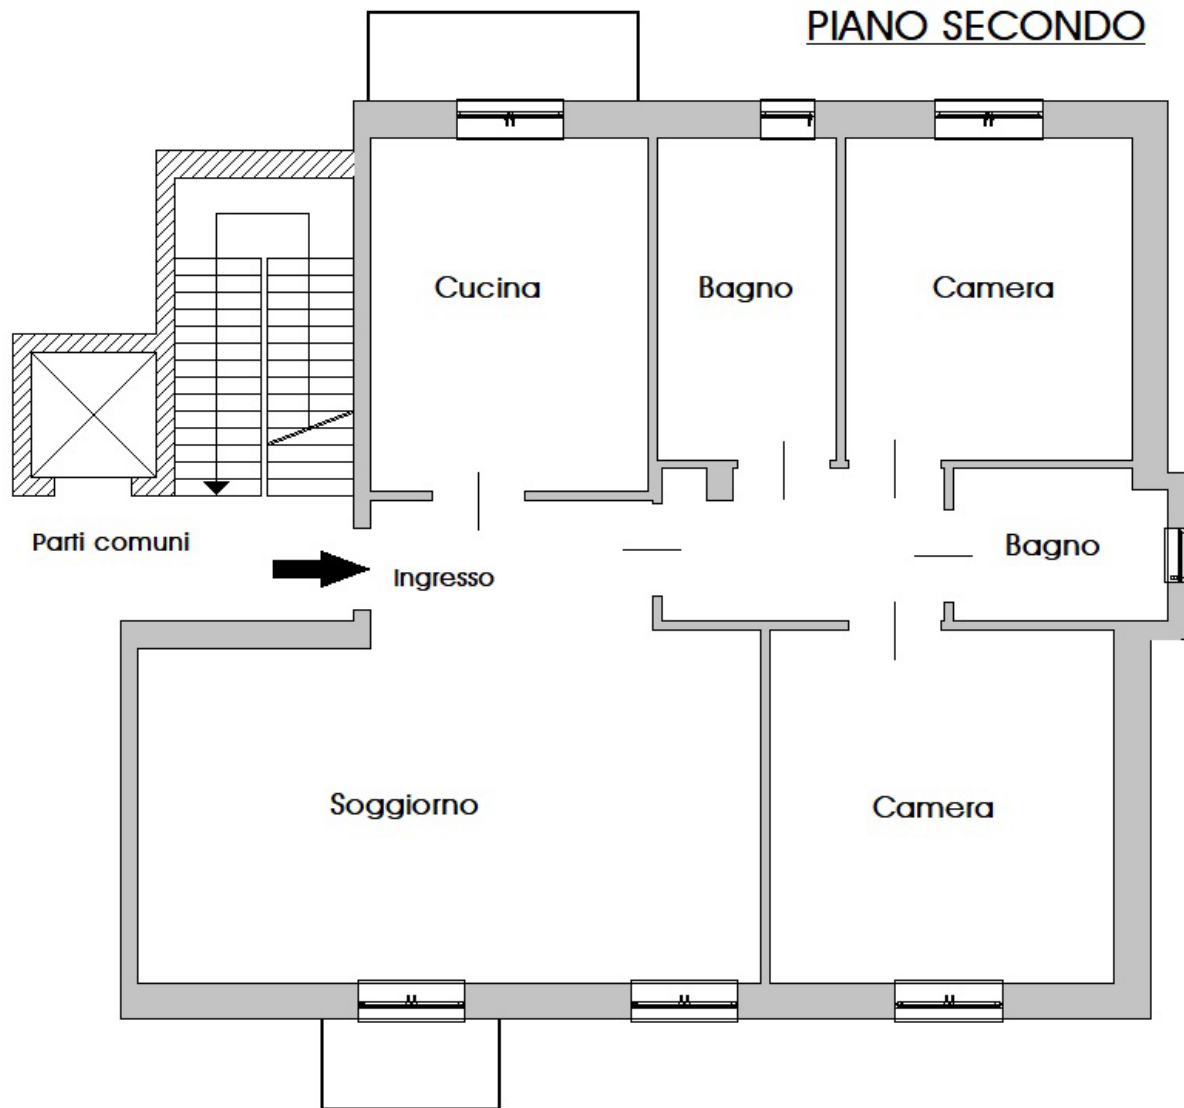 PIANO SECONDO
Cucina
Bagno
Camera
Parti comuni
Ingresso
Bagno
Soggiorno
Camera